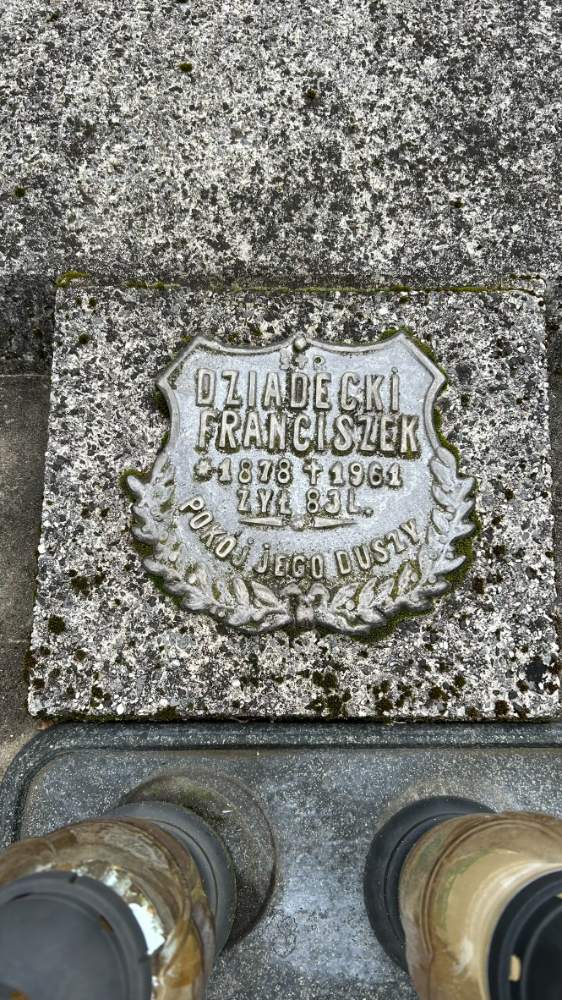 DZIADECKI
FRANCISZEK
*1878 †1961
ŻYŁ 83 L.
POKÓJ JEGO DUSZY